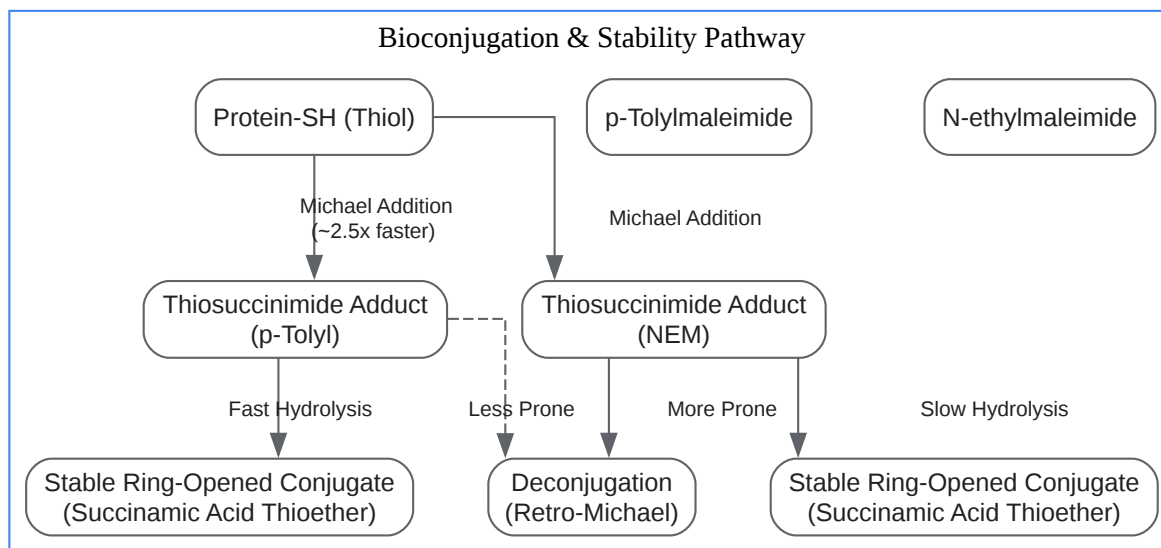 Bioconjugation & Stability Pathway
Protein-SH (Thiol)
p-Tolylmaleimide
N-ethylmaleimide
Michael Addition
(~2.5x faster)
Michael Addition
Thiosuccinimide Adduct
(p-Tolyl)
Thiosuccinimide Adduct
(NEM)
Fast Hydrolysis
Less Prone
More Prone
Slow Hydrolysis
Stable Ring-Opened Conjugate
(Succinamic Acid Thioether)
Deconjugation
(Retro-Michael)
Stable Ring-Opened Conjugate
(Succinamic Acid Thioether)